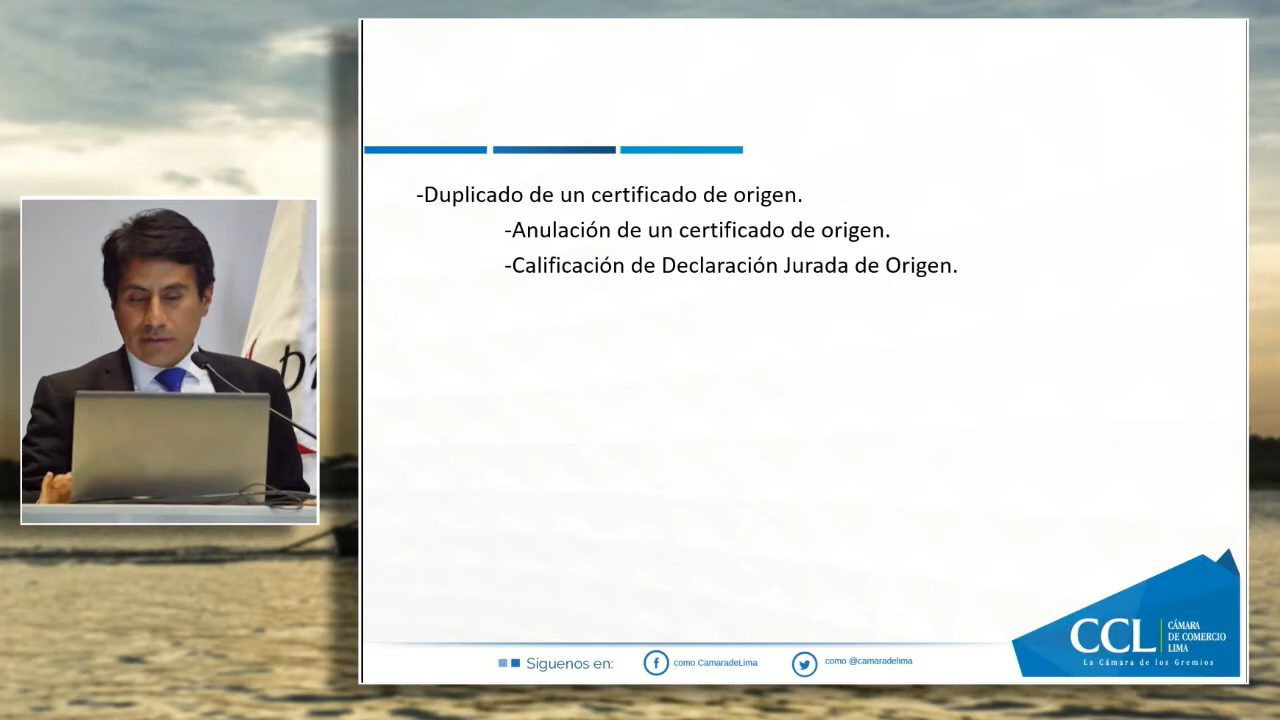 -Duplicado de un certificado de origen.
-Anulación de un certificado de origen.
-Calificación de Declaración Jurada de Origen.
Síguenos en:
como CamaradeLima
como @camaradelima
CCL
CÁMARA
DE COMERCIO
LIMA
La Cámara de los Gremios